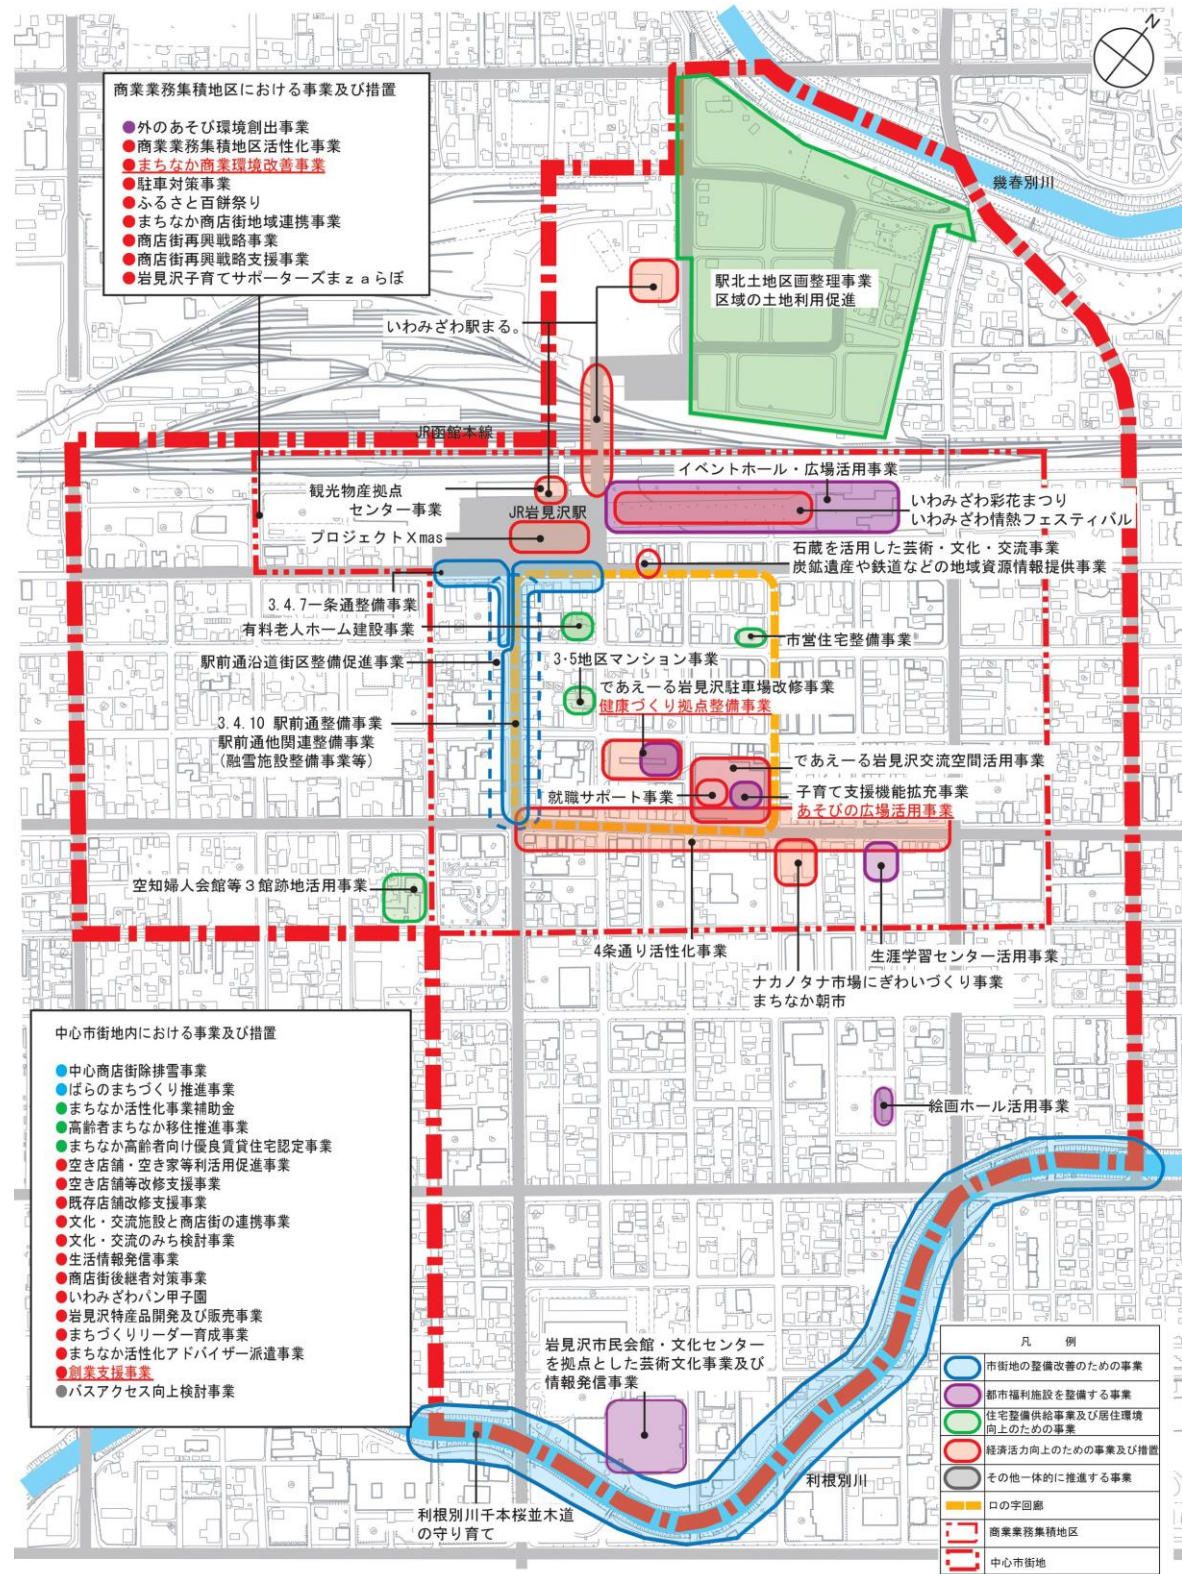 N
商業業務集積地区における事業及び措置
●外のあそび環境創出事業
●商業業務集積地区活性化事業
●まちなか商業環境改善事業
●駐車対策事業
●ふるさと百餅祭り
●まちなか商店街地域連携事業
●商店街再興戦略事業
●商店街再興戦略支援事業
●岩見沢子育てサポーターズまzaらぼ
幾春別川
駅北土地区画整理事業
区域の土地利用促進
いわみざわ駅まる。
JR函館本線
イベントホール・広場活用事業
観光物産拠点
センター事業
JR岩見沢駅
いわみざわ彩花まつり
いわみざわ情熱フェスティバル
プロジェクトXmas
石蔵を活用した芸術・文化・交流事業
炭鉱遺産や鉄道などの地域資源情報提供事業
3.4.7一条通整備事業
有料老人ホーム建設事業
市営住宅整備事業
駅前通沿道街区整備促進事業
3・5地区マンション事業
であえーる岩見沢駐車場改修事業
健康づくり拠点整備事業
3.4.10 駅前通整備事業
駅前通他関連整備事業
(融雪施設整備事業等)
であえーる岩見沢交流空間活用事業
就職サポート事業
子育て支援機能拡充事業
あそびの広場活用事業
空知婦人会館等3館跡地活用事業
4条通り活性化事業
生涯学習センター活用事業
ナカノタナ市場にぎわいづくり事業
まちなか朝市
中心市街地内における事業及び措置
●中心商店街除排雪事業
●ばらのまちづくり推進事業
●まちなか活性化事業補助金
●高齢者まちなか移住推進事業
●まちなか高齢者向け優良賃貸住宅認定事業
●空き店舗・空き家等利活用促進事業
●空き店舗等改修支援事業
●既存店舗改修支援事業
●文化・交流施設と商店街の連携事業
●文化・交流のみち検討事業
●生活情報発信事業
●商店街後継者対策事業
●いわみざわパン甲子園
●岩見沢特産品開発及び販売事業
●まちづくりリーダー育成事業
●まちなか活性化アドバイザー派遣事業
●創業支援事業
●バスアクセス向上検討事業
絵画ホール活用事業
岩見沢市民会館・文化センター
を拠点とした芸術文化事業及び
情報発信事業
利根別川
利根別川千本桜並木道
の守り育て
凡 例
市街地の整備改善のための事業
都市福利施設を整備する事業
住宅整備供給事業及び居住環境
向上のための事業
経済活力向上のための事業及び措置
その他一体的に推進する事業
ロの字回廊
商業業務集積地区
中心市街地